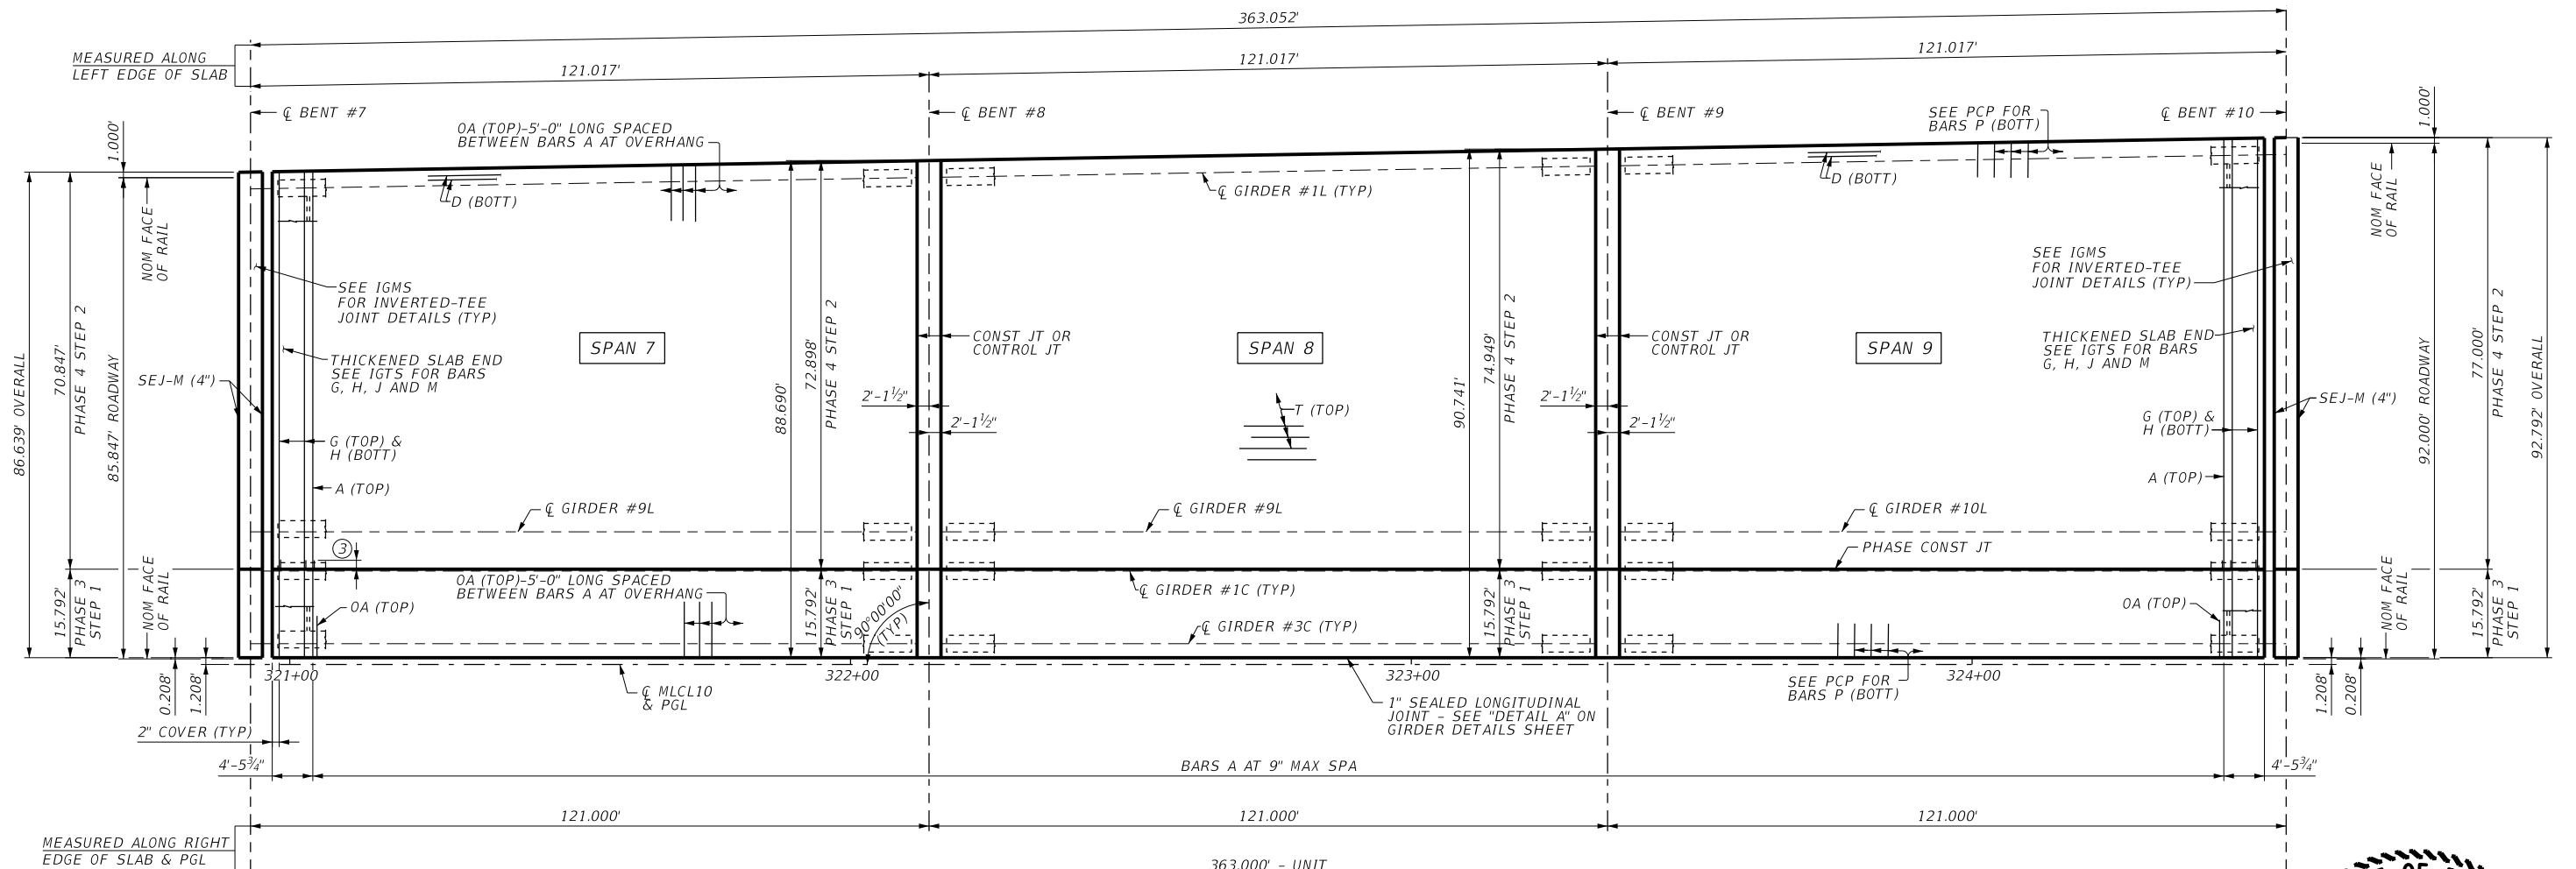 363.052'
MEASURED ALONG
LEFT EDGE OF SLAB
121.017'
121.017'
121.017'
℄ BENT #7
℄ BENT #8
℄ BENT #9
℄ BENT #10
1.000'
OA (TOP)-5'-0" LONG SPACED
BETWEEN BARS A AT OVERHANG
SEE PCP FOR
BARS P (BOTT)
1.000'
D (BOTT)
℄ GIRDER #1L (TYP)
D (BOTT)
NOM FACE
OF RAIL
NOM FACE
OF RAIL
SEE IGMS
FOR INVERTED-TEE
JOINT DETAILS (TYP)
SEE IGMS
FOR INVERTED-TEE
JOINT DETAILS (TYP)
86.639' OVERALL
70.847'
PHASE 4 STEP 2
85.847' ROADWAY
SEJ-M (4")
THICKENED SLAB END
SEE IGTS FOR BARS
G, H, J AND M
SPAN 7
88.690'
72.898'
PHASE 4 STEP 2
CONST JT OR
CONTROL JT
SPAN 8
90.741'
74.949'
PHASE 4 STEP 2
CONST JT OR
CONTROL JT
SPAN 9
THICKENED SLAB END
SEE IGTS FOR BARS
G, H, J AND M
SEJ-M (4")
92.000' ROADWAY
77.000'
PHASE 4 STEP 2
92.792' OVERALL
2'-1½"
2'-1½"
T (TOP)
2'-1½"
2'-1½"
G (TOP) &
H (BOTT)
G (TOP) &
H (BOTT)
A (TOP)
A (TOP)
℄ GIRDER #9L
℄ GIRDER #9L
℄ GIRDER #10L
3
PHASE CONST JT
OA (TOP)-5'-0" LONG SPACED
BETWEEN BARS A AT OVERHANG
℄ GIRDER #1C (TYP)
15.792'
PHASE 3
STEP 1
NOM FACE
OF RAIL
OA (TOP)
15.792'
PHASE 3
STEP 1
90°00'00"
(TYP)
℄ GIRDER #3C (TYP)
15.792'
PHASE 3
STEP 1
OA (TOP)
NOM FACE
OF RAIL
15.792'
PHASE 3
STEP 1
321+00
322+00
323+00
324+00
0.208'
1.208'
℄ MLCL10
& PGL
1" SEALED LONGITUDINAL
JOINT - SEE "DETAIL A" ON
GIRDER DETAILS SHEET
SEE PCP FOR
BARS P (BOTT)
1.208'
0.208'
2" COVER (TYP)
4'-5¾"
BARS A AT 9" MAX SPA
4'-5¾"
121.000'
121.000'
121.000'
MEASURED ALONG RIGHT
EDGE OF SLAB & PGL
363.000' - UNIT